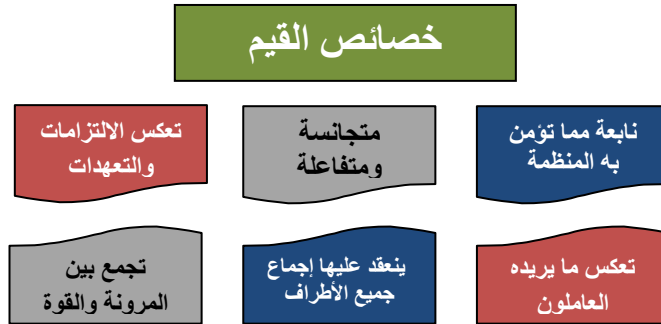 خصائص القيم
نابعة مما تؤمن
به المنظمة
متجانسة
ومتفاعلة
تعكس الالتزامات
والتعهدات
تعكس ما يريده
العاملون
ينعقد عليها إجماع
جميع الأطراف
تجمع بين
المرونة والقوة